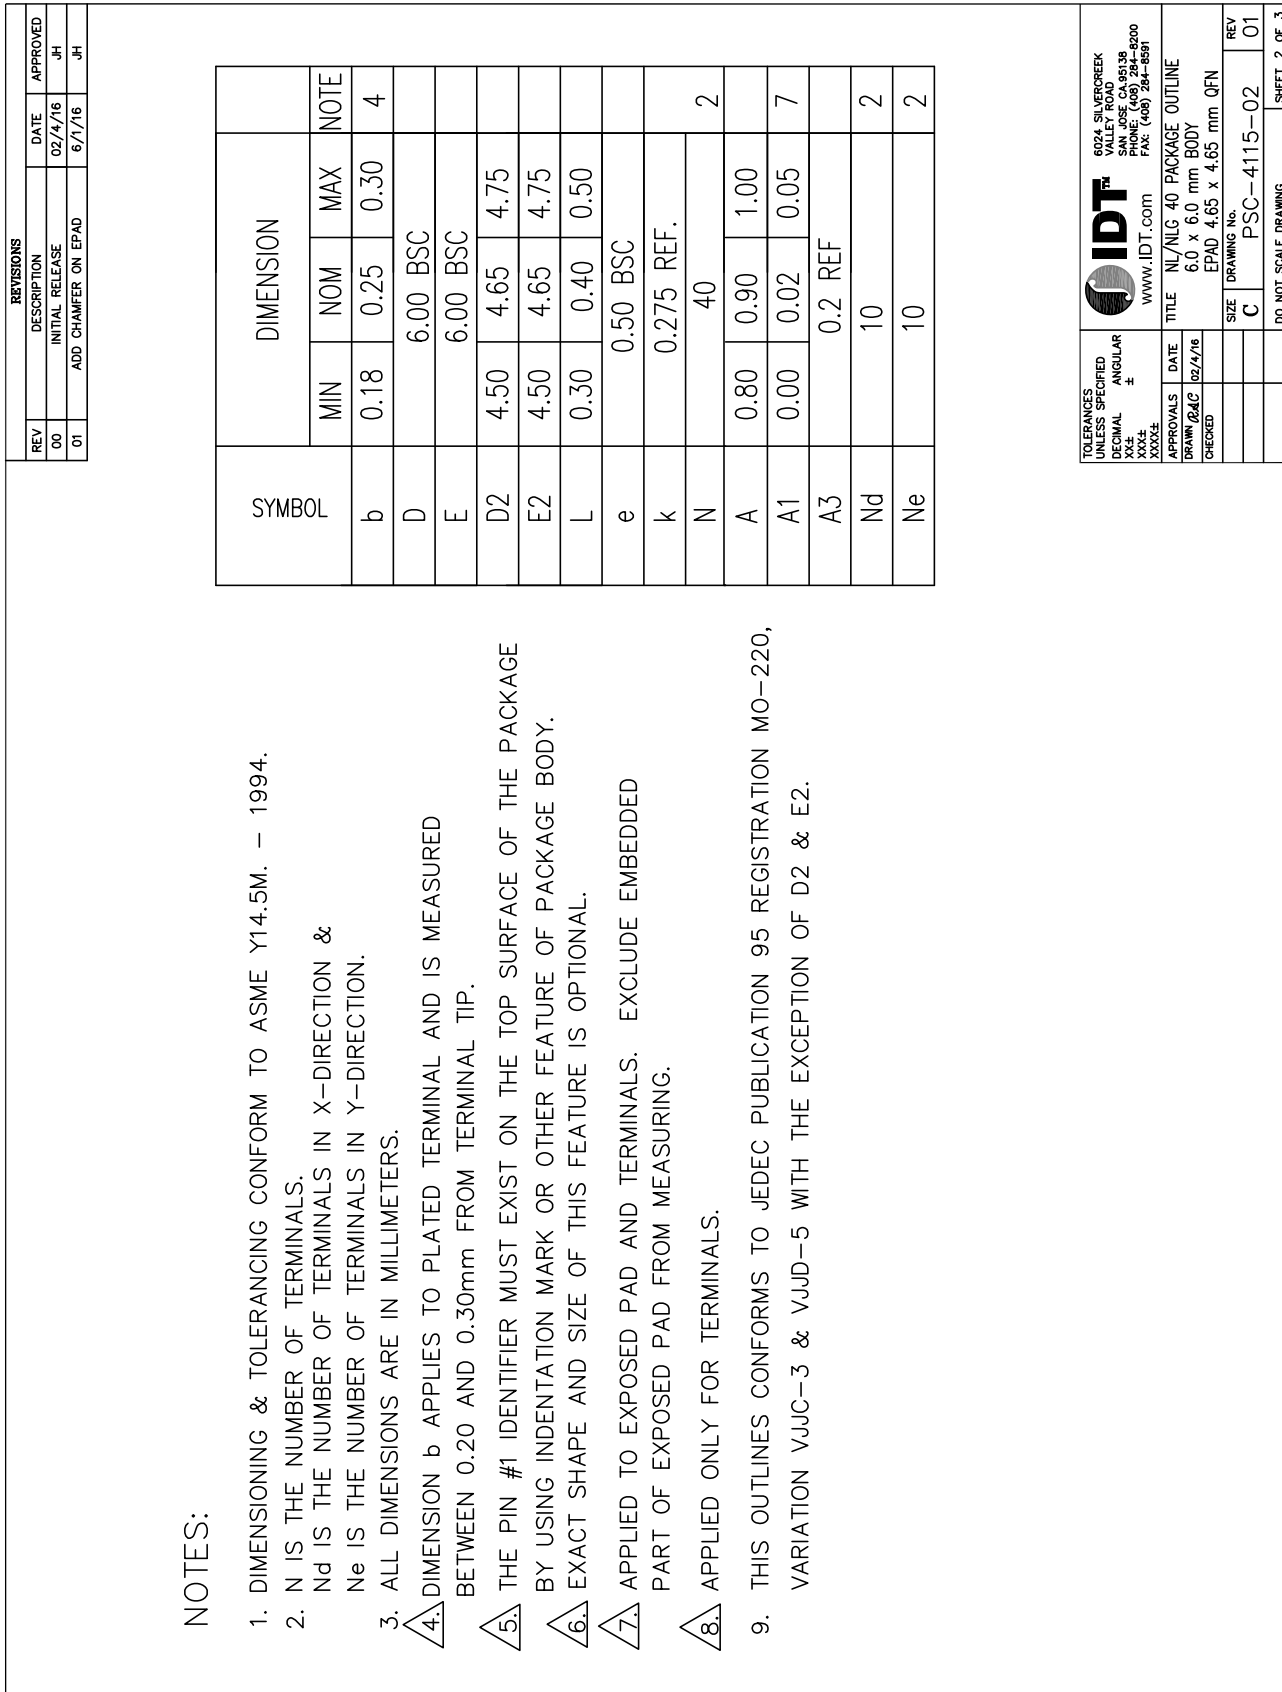 REVISIONS
REV DESCRIPTION DATE APPROVED
00 INITIAL RELEASE 02/4/16 JH
01 ADD CHAMFER ON EPAD 6/1/16 JH
NOTES:
1. DIMENSIONING & TOLERANCING CONFORM TO ASME Y14.5M. – 1994.
2. N IS THE NUMBER OF TERMINALS.
Nd IS THE NUMBER OF TERMINALS IN X–DIRECTION &
Ne IS THE NUMBER OF TERMINALS IN Y–DIRECTION.
3. ALL DIMENSIONS ARE IN MILLIMETERS.
4. DIMENSION b APPLIES TO PLATED TERMINAL AND IS MEASURED
BETWEEN 0.20 AND 0.30mm FROM TERMINAL TIP.
5. THE PIN #1 IDENTIFIER MUST EXIST ON THE TOP SURFACE OF THE PACKAGE
BY USING INDENTATION MARK OR OTHER FEATURE OF PACKAGE BODY.
6. EXACT SHAPE AND SIZE OF THIS FEATURE IS OPTIONAL.
7. APPLIED TO EXPOSED PAD AND TERMINALS. EXCLUDE EMBEDDED
PART OF EXPOSED PAD FROM MEASURING.
8. APPLIED ONLY FOR TERMINALS.
9. THIS OUTLINES CONFORMS TO JEDEC PUBLICATION 95 REGISTRATION MO–220,
VARIATION VJJC–3 & VJJD–5 WITH THE EXCEPTION OF D2 & E2.
SYMBOL DIMENSION NOTE
MIN NOM MAX
b 0.18 0.25 0.30 4
D 6.00 BSC
E 6.00 BSC
D2 4.50 4.65 4.75
E2 4.50 4.65 4.75
L 0.30 0.40 0.50
e 0.50 BSC
k 0.275 REF.
N 40 2
A 0.80 0.90 1.00
A1 0.00 0.02 0.05 7
A3 0.2 REF
Nd 10 2
Ne 10 2
TOLERANCES
UNLESS SPECIFIED
DECIMAL ANGULAR
XX± ±
XXX±
XXXX±
APPROVALS DATE
DRAWN RAC 02/4/16
CHECKED
IDT™
www.IDT.com
6024 SILVERCREEK
VALLEY ROAD
SAN JOSE CA.95138
PHONE: (408) 284–8200
FAX: (408) 284–8591
TITLE NL/NLG 40 PACKAGE OUTLINE
6.0 x 6.0 mm BODY
EPAD 4.65 x 4.65 mm QFN
SIZE DRAWING No. REV
C PSC–4115–02 01
DO NOT SCALE DRAWING SHEET 2 OF 3